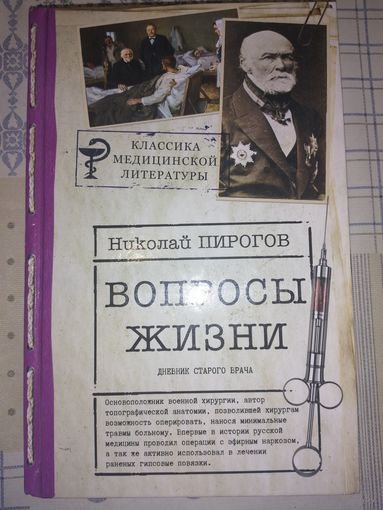 КЛАССИКА
МЕДИЦИНСКОЙ
ЛИТЕРАТУРЫ
Николай ПИРОГОВ
ВОПРОСЫ
ЖИЗНИ
ДНЕВНИК СТАРОГО ВРАЧА
Основоположник военной хирургии, автор
топографической анатомии, позволившей хирургам
возможность оперировать, нанося минимальные
травмы больному. Впервые в истории русской
медицины проводил операции с эфирным наркозом,
а так же активно использовал в лечении
раненых гипсовые повязки.